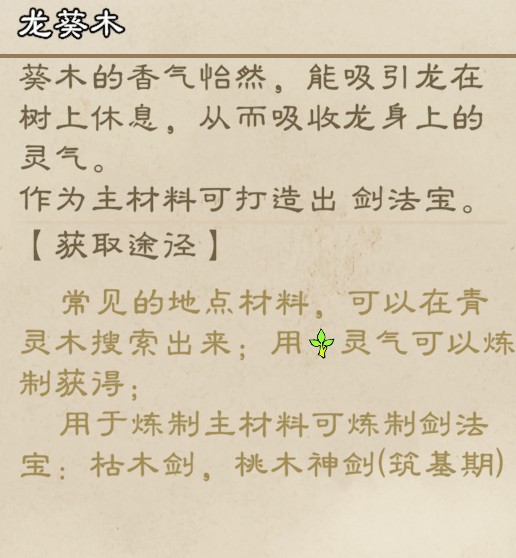 龙葵木
葵木的香气怡然，能吸引龙在
树上休息，从而吸收龙身上的
灵气。
作为主材料可打造出 剑法宝。
【获取途径】
常见的地点材料，可以在青
灵木搜索出来；用灵气可以炼
制获得；
用于炼制主材料可炼制剑法
宝：枯木剑，桃木神剑(筑基期)